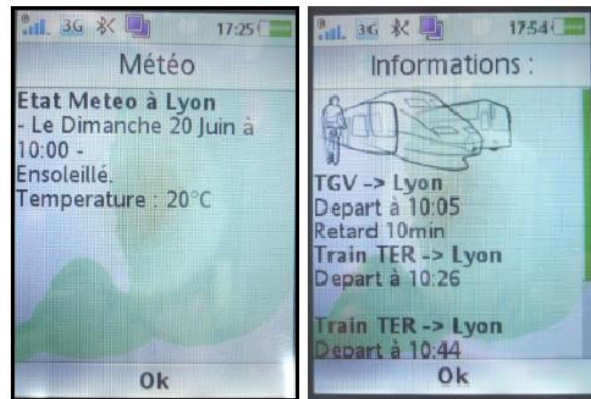 3G 17:25
Météo
Etat Meteo à Lyon
- Le Dimanche 20 Juin à
10:00 -
Ensoleillé.
Temperature : 20°C
Ok
3G 17:54
Informations :
TGV -> Lyon
Depart à 10:05
Retard 10min
Train TER -> Lyon
Depart à 10:26
Train TER -> Lyon
Depart à 10:44
Ok